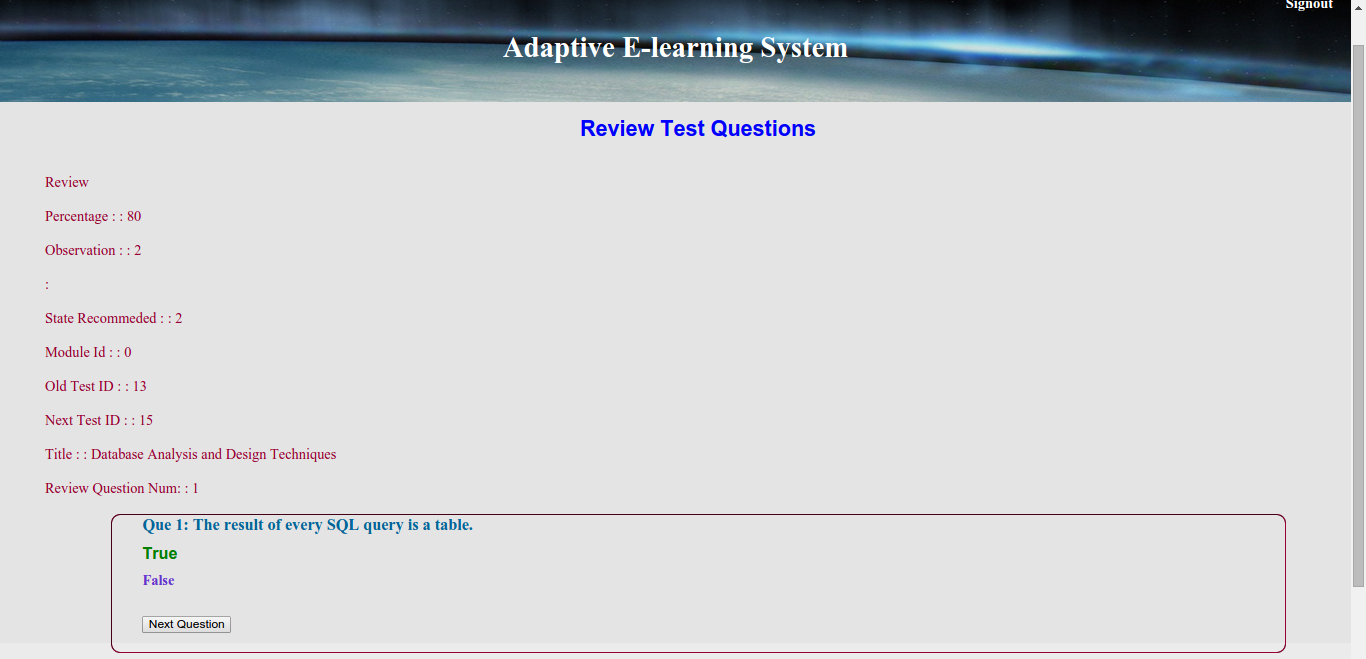 Signout
Adaptive E-learning System
Review Test Questions
Review
Percentage : : 80
Observation : : 2
:
State Recommeded : : 2
Module Id : : 0
Old Test ID : : 13
Next Test ID : : 15
Title : : Database Analysis and Design Techniques
Review Question Num: : 1
Que 1: The result of every SQL query is a table.
True
False
Next Question